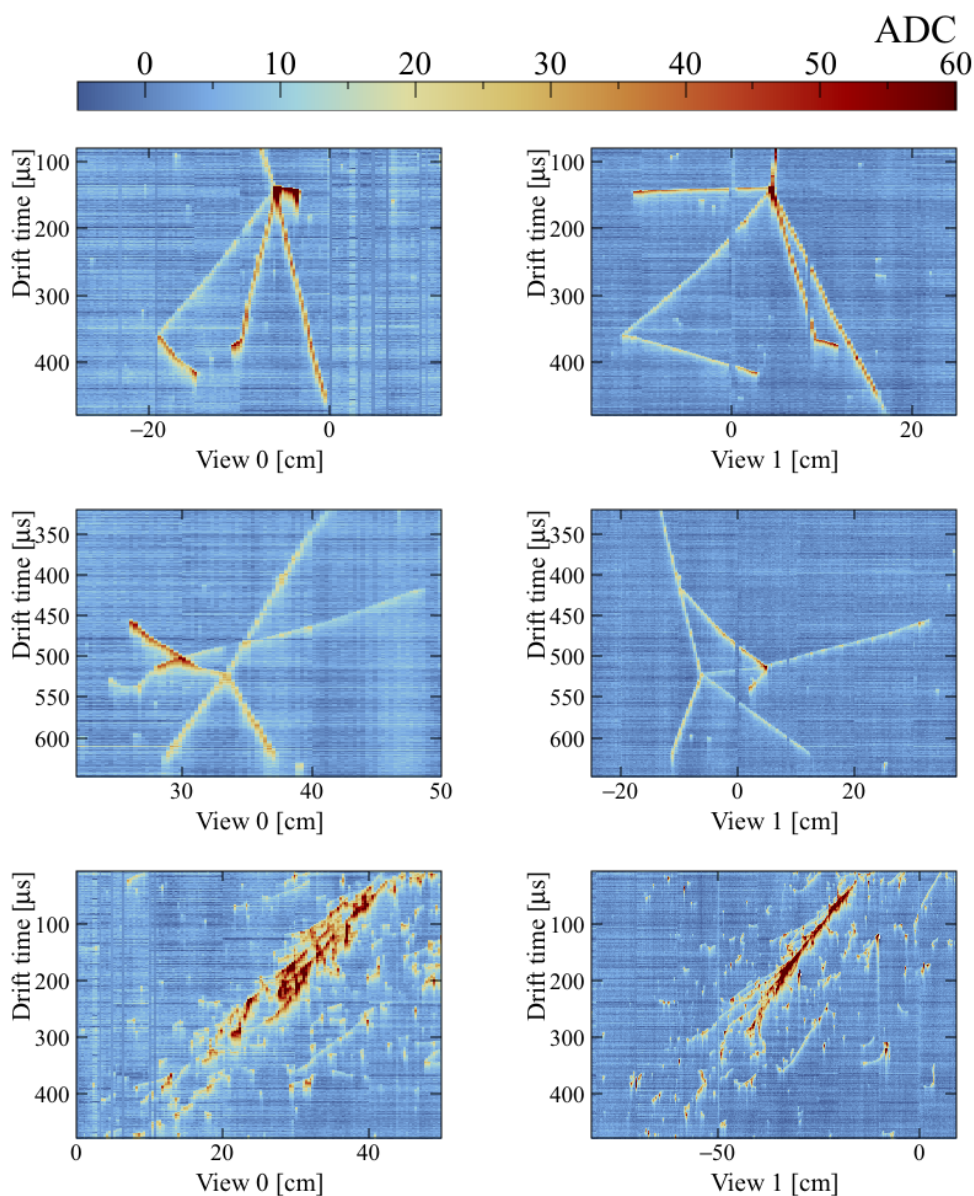 ADC
0 10 20 30 40 50 60
Drift time [µs]
100
200
300
400
−20 0
View 0 [cm]
Drift time [µs]
100
200
300
400
0 20
View 1 [cm]
Drift time [µs]
350
400
450
500
550
600
30 40 50
View 0 [cm]
Drift time [µs]
350
400
450
500
550
600
−20 0 20
View 1 [cm]
Drift time [µs]
100
200
300
400
0 20 40
View 0 [cm]
Drift time [µs]
100
200
300
400
−50 0
View 1 [cm]